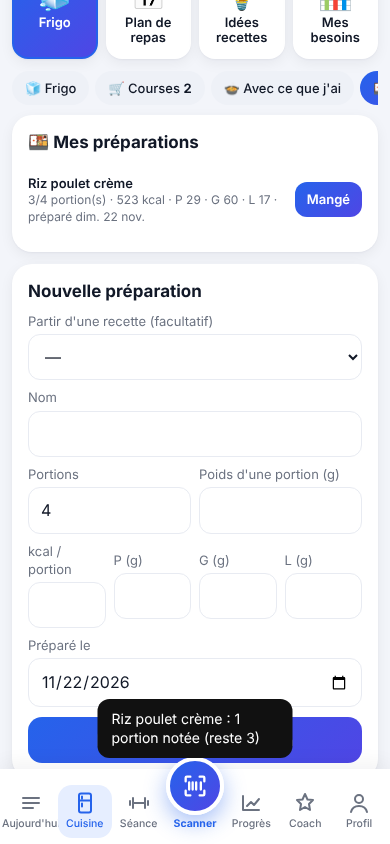 Frigo
Plan de
repas
Idées
recettes
Mes
besoins
Frigo
Courses 2
Avec ce que j'ai
Mes préparations
Riz poulet crème
3/4 portion(s) · 523 kcal · P 29 · G 60 · L 17 ·
préparé dim. 22 nov.
Mangé
Nouvelle préparation
Partir d'une recette (facultatif)
—
Nom
Portions
Poids d'une portion (g)
4
kcal /
portion
P (g)
G (g)
L (g)
Préparé le
11/22/2026
Riz poulet crème : 1
portion notée (reste 3)
Aujourd'hu
Cuisine
Séance
Scanner
Progrès
Coach
Profil